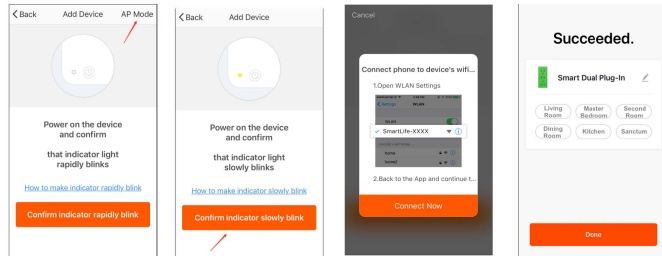 Back
Add Device
AP Mode
Power on the device
and confirm
that indicator light
rapidly blinks
How to make indicator rapidly blink
Confirm indicator rapidly blink
Back
Add Device
Power on the device
and confirm
that indicator light
slowly blinks
How to make indicator slowly blink
Confirm indicator slowly blink
Cancel
Connect phone to device's wifi...
1.Open WLAN Settings
Settings
WLAN
WLAN
SmartLife-XXXX
home
home2
2.Back to the App and continue t...
Connect Now
Succeeded.
Smart Dual Plug-In
Living
Room
Master
Bedroom
Second
Room
Dining
Room
Kitchen
Sanctum
Done